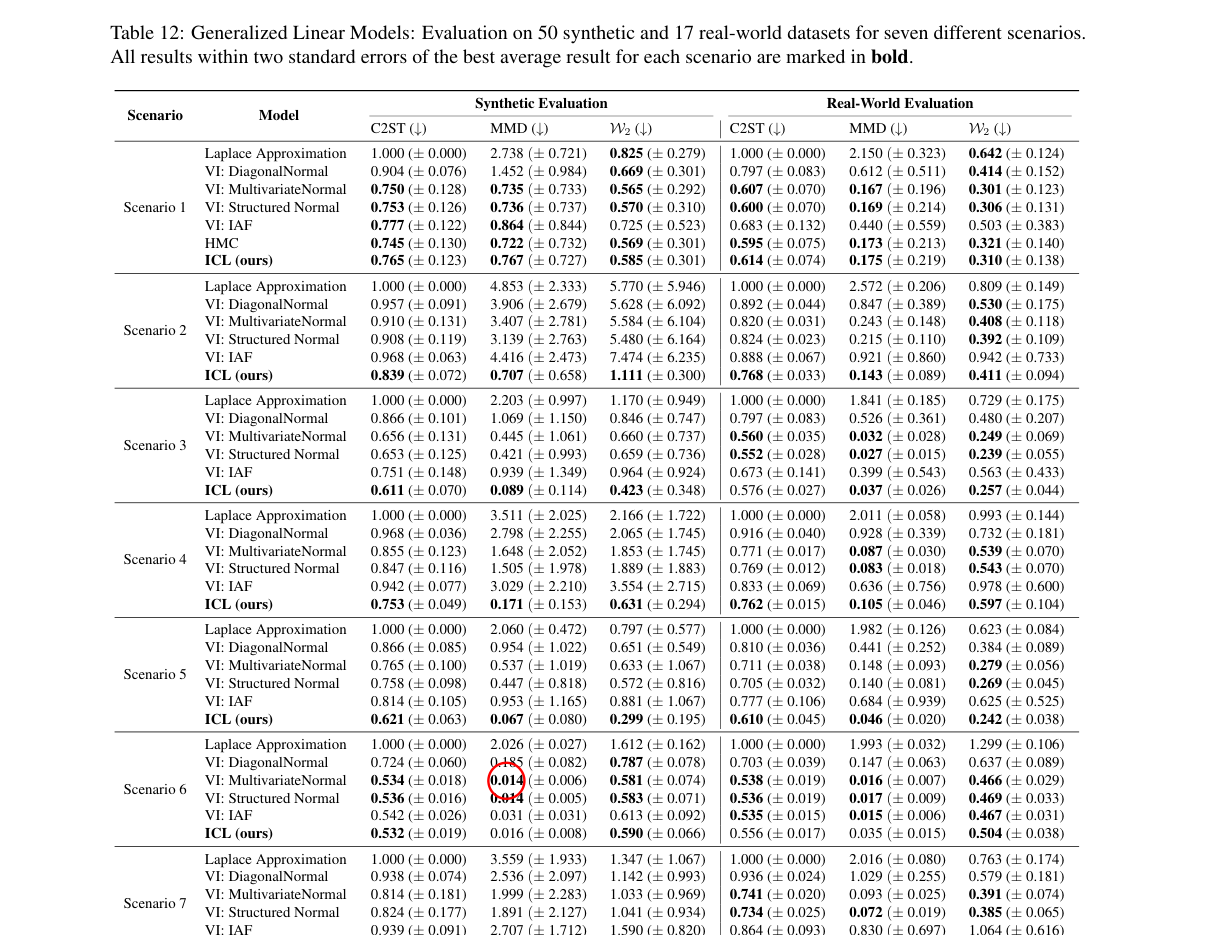 Table 12: Generalized Linear Models: Evaluation on 50 synthetic and 17 real-world datasets for seven different scenarios.
All results within two standard errors of the best average result for each scenario are marked in bold.
Scenario Model Synthetic Evaluation Real-World Evaluation
C2ST (↓) MMD (↓) W₂ (↓) C2ST (↓) MMD (↓) W₂ (↓)
Scenario 1
Laplace Approximation 1.000 (± 0.000) 2.738 (± 0.721) 0.825 (± 0.279) 1.000 (± 0.000) 2.150 (± 0.323) 0.642 (± 0.124)
VI: DiagonalNormal 0.904 (± 0.076) 1.452 (± 0.984) 0.669 (± 0.301) 0.797 (± 0.083) 0.612 (± 0.511) 0.414 (± 0.152)
VI: MultivariateNormal 0.750 (± 0.128) 0.735 (± 0.733) 0.565 (± 0.292) 0.607 (± 0.070) 0.167 (± 0.196) 0.301 (± 0.123)
VI: Structured Normal 0.753 (± 0.126) 0.736 (± 0.737) 0.570 (± 0.310) 0.600 (± 0.070) 0.169 (± 0.214) 0.306 (± 0.131)
VI: IAF 0.777 (± 0.122) 0.864 (± 0.844) 0.725 (± 0.523) 0.683 (± 0.132) 0.440 (± 0.559) 0.503 (± 0.383)
HMC 0.745 (± 0.130) 0.722 (± 0.732) 0.569 (± 0.301) 0.595 (± 0.075) 0.173 (± 0.213) 0.321 (± 0.140)
ICL (ours) 0.765 (± 0.123) 0.767 (± 0.727) 0.585 (± 0.301) 0.614 (± 0.074) 0.175 (± 0.219) 0.310 (± 0.138)
Scenario 2
Laplace Approximation 1.000 (± 0.000) 4.853 (± 2.333) 5.770 (± 5.946) 1.000 (± 0.000) 2.572 (± 0.206) 0.809 (± 0.149)
VI: DiagonalNormal 0.957 (± 0.091) 3.906 (± 2.679) 5.628 (± 6.092) 0.892 (± 0.044) 0.847 (± 0.389) 0.530 (± 0.175)
VI: MultivariateNormal 0.910 (± 0.131) 3.407 (± 2.781) 5.584 (± 6.104) 0.820 (± 0.031) 0.243 (± 0.148) 0.408 (± 0.118)
VI: Structured Normal 0.908 (± 0.119) 3.139 (± 2.763) 5.480 (± 6.164) 0.824 (± 0.023) 0.215 (± 0.110) 0.392 (± 0.109)
VI: IAF 0.968 (± 0.063) 4.416 (± 2.473) 7.474 (± 6.235) 0.888 (± 0.067) 0.921 (± 0.860) 0.942 (± 0.733)
ICL (ours) 0.839 (± 0.072) 0.707 (± 0.658) 1.111 (± 0.300) 0.768 (± 0.033) 0.143 (± 0.089) 0.411 (± 0.094)
Scenario 3
Laplace Approximation 1.000 (± 0.000) 2.203 (± 0.997) 1.170 (± 0.949) 1.000 (± 0.000) 1.841 (± 0.185) 0.729 (± 0.175)
VI: DiagonalNormal 0.866 (± 0.101) 1.069 (± 1.150) 0.846 (± 0.747) 0.797 (± 0.083) 0.526 (± 0.361) 0.480 (± 0.207)
VI: MultivariateNormal 0.656 (± 0.131) 0.445 (± 1.061) 0.660 (± 0.737) 0.560 (± 0.035) 0.032 (± 0.028) 0.249 (± 0.069)
VI: Structured Normal 0.653 (± 0.125) 0.421 (± 0.993) 0.659 (± 0.736) 0.552 (± 0.028) 0.027 (± 0.015) 0.239 (± 0.055)
VI: IAF 0.751 (± 0.148) 0.939 (± 1.349) 0.964 (± 0.924) 0.673 (± 0.141) 0.399 (± 0.543) 0.563 (± 0.433)
ICL (ours) 0.611 (± 0.070) 0.089 (± 0.114) 0.423 (± 0.348) 0.576 (± 0.027) 0.037 (± 0.026) 0.257 (± 0.044)
Scenario 4
Laplace Approximation 1.000 (± 0.000) 3.511 (± 2.025) 2.166 (± 1.722) 1.000 (± 0.000) 2.011 (± 0.058) 0.993 (± 0.144)
VI: DiagonalNormal 0.968 (± 0.036) 2.798 (± 2.255) 2.065 (± 1.745) 0.916 (± 0.040) 0.928 (± 0.339) 0.732 (± 0.181)
VI: MultivariateNormal 0.855 (± 0.123) 1.648 (± 2.052) 1.853 (± 1.745) 0.771 (± 0.017) 0.087 (± 0.030) 0.539 (± 0.070)
VI: Structured Normal 0.847 (± 0.116) 1.505 (± 1.978) 1.889 (± 1.883) 0.769 (± 0.012) 0.083 (± 0.018) 0.543 (± 0.070)
VI: IAF 0.942 (± 0.077) 3.029 (± 2.210) 3.554 (± 2.715) 0.833 (± 0.069) 0.636 (± 0.756) 0.978 (± 0.600)
ICL (ours) 0.753 (± 0.049) 0.171 (± 0.153) 0.631 (± 0.294) 0.762 (± 0.015) 0.105 (± 0.046) 0.597 (± 0.104)
Scenario 5
Laplace Approximation 1.000 (± 0.000) 2.060 (± 0.472) 0.797 (± 0.577) 1.000 (± 0.000) 1.982 (± 0.126) 0.623 (± 0.084)
VI: DiagonalNormal 0.866 (± 0.085) 0.954 (± 1.022) 0.651 (± 0.549) 0.810 (± 0.036) 0.441 (± 0.252) 0.384 (± 0.089)
VI: MultivariateNormal 0.765 (± 0.100) 0.537 (± 1.019) 0.633 (± 1.067) 0.711 (± 0.038) 0.148 (± 0.093) 0.279 (± 0.056)
VI: Structured Normal 0.758 (± 0.098) 0.447 (± 0.818) 0.572 (± 0.816) 0.705 (± 0.032) 0.140 (± 0.081) 0.269 (± 0.045)
VI: IAF 0.814 (± 0.105) 0.953 (± 1.165) 0.881 (± 1.067) 0.777 (± 0.106) 0.684 (± 0.939) 0.625 (± 0.525)
ICL (ours) 0.621 (± 0.063) 0.067 (± 0.080) 0.299 (± 0.195) 0.610 (± 0.045) 0.046 (± 0.020) 0.242 (± 0.038)
Scenario 6
Laplace Approximation 1.000 (± 0.000) 2.026 (± 0.027) 1.612 (± 0.162) 1.000 (± 0.000) 1.993 (± 0.032) 1.299 (± 0.106)
VI: DiagonalNormal 0.724 (± 0.060) 0.185 (± 0.082) 0.787 (± 0.078) 0.703 (± 0.039) 0.147 (± 0.063) 0.637 (± 0.089)
VI: MultivariateNormal 0.534 (± 0.018) 0.014 (± 0.006) 0.581 (± 0.074) 0.538 (± 0.019) 0.016 (± 0.007) 0.466 (± 0.029)
VI: Structured Normal 0.536 (± 0.016) 0.014 (± 0.005) 0.583 (± 0.071) 0.536 (± 0.019) 0.017 (± 0.009) 0.469 (± 0.033)
VI: IAF 0.542 (± 0.026) 0.031 (± 0.031) 0.613 (± 0.092) 0.535 (± 0.015) 0.015 (± 0.006) 0.467 (± 0.031)
ICL (ours) 0.532 (± 0.019) 0.016 (± 0.008) 0.590 (± 0.066) 0.556 (± 0.017) 0.035 (± 0.015) 0.504 (± 0.038)
Scenario 7
Laplace Approximation 1.000 (± 0.000) 3.559 (± 1.933) 1.347 (± 1.067) 1.000 (± 0.000) 2.016 (± 0.080) 0.763 (± 0.174)
VI: DiagonalNormal 0.938 (± 0.074) 2.536 (± 2.097) 1.142 (± 0.993) 0.936 (± 0.024) 1.029 (± 0.255) 0.579 (± 0.181)
VI: MultivariateNormal 0.814 (± 0.181) 1.999 (± 2.283) 1.033 (± 0.969) 0.741 (± 0.020) 0.093 (± 0.025) 0.391 (± 0.074)
VI: Structured Normal 0.824 (± 0.177) 1.891 (± 2.127) 1.041 (± 0.934) 0.734 (± 0.025) 0.072 (± 0.019) 0.385 (± 0.065)
VI: IAF 0.939 (± 0.091) 2.707 (± 1.712) 1.590 (± 0.820) 0.864 (± 0.093) 0.830 (± 0.697) 1.064 (± 0.616)